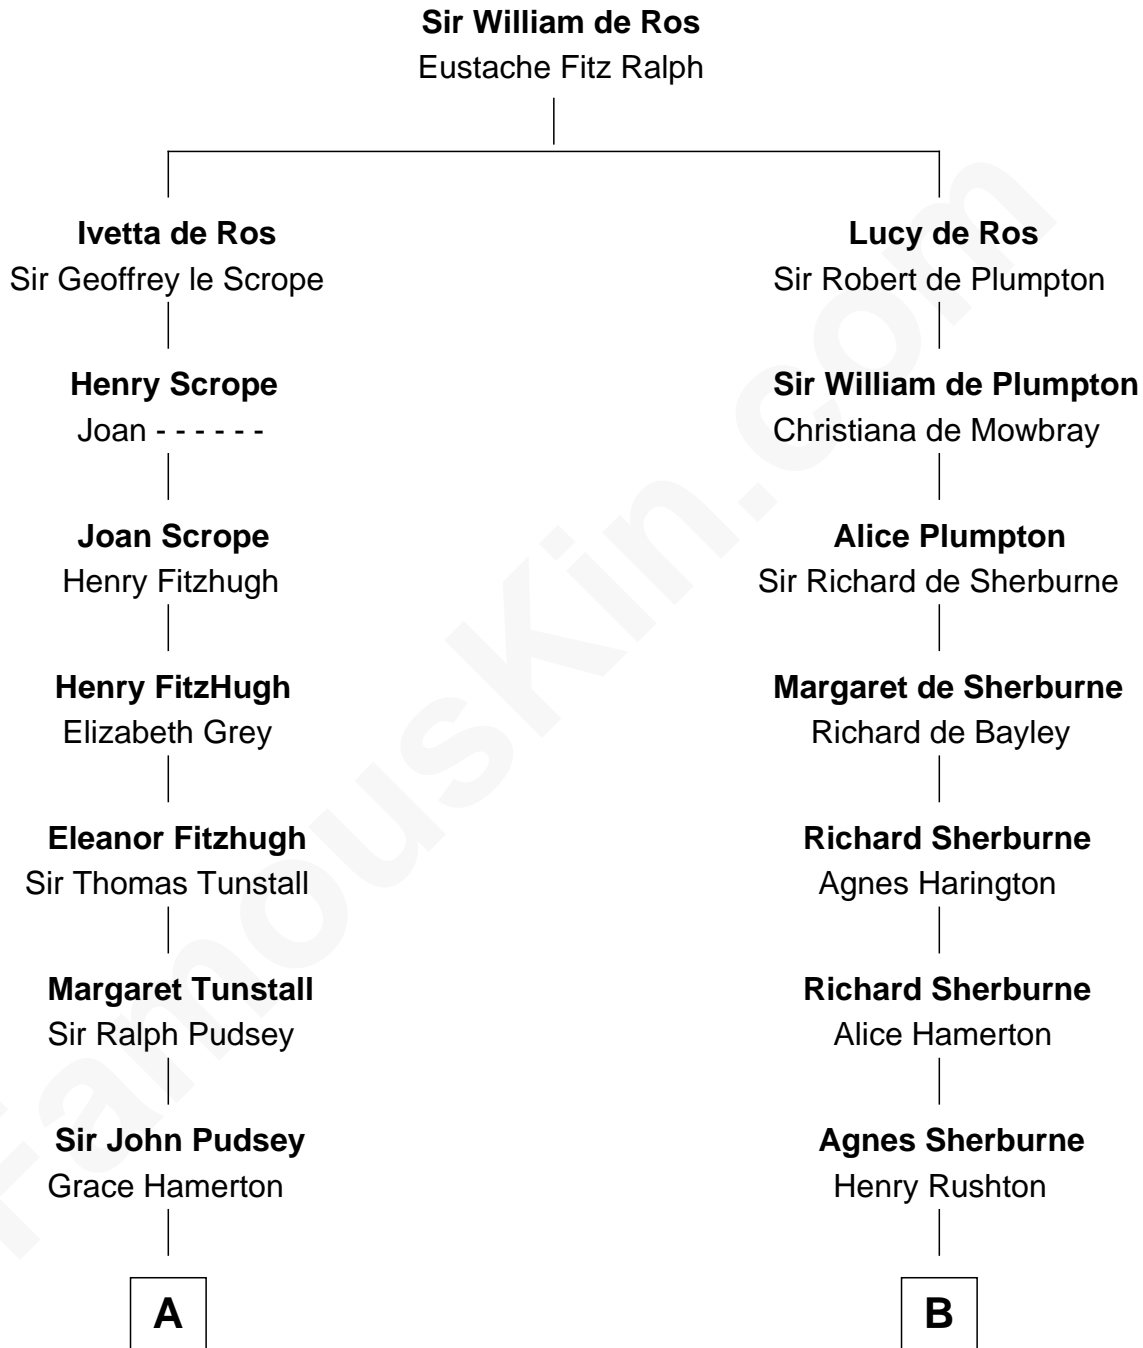 Sir William de Ros
Eustache Fitz Ralph
Ivetta de Ros
Sir Geoffrey le Scrope
Henry Scrope
Joan - - - - - -
Joan Scrope
Henry Fitzhugh
Henry FitzHugh
Elizabeth Grey
Eleanor Fitzhugh
Sir Thomas Tunstall
Margaret Tunstall
Sir Ralph Pudsey
Sir John Pudsey
Grace Hamerton
A
Lucy de Ros
Sir Robert de Plumpton
Sir William de Plumpton
Christiana de Mowbray
Alice Plumpton
Sir Richard de Sherburne
Margaret de Sherburne
Richard de Bayley
Richard Sherburne
Agnes Harington
Richard Sherburne
Alice Hamerton
Agnes Sherburne
Henry Rushton
B
FamousKin.com